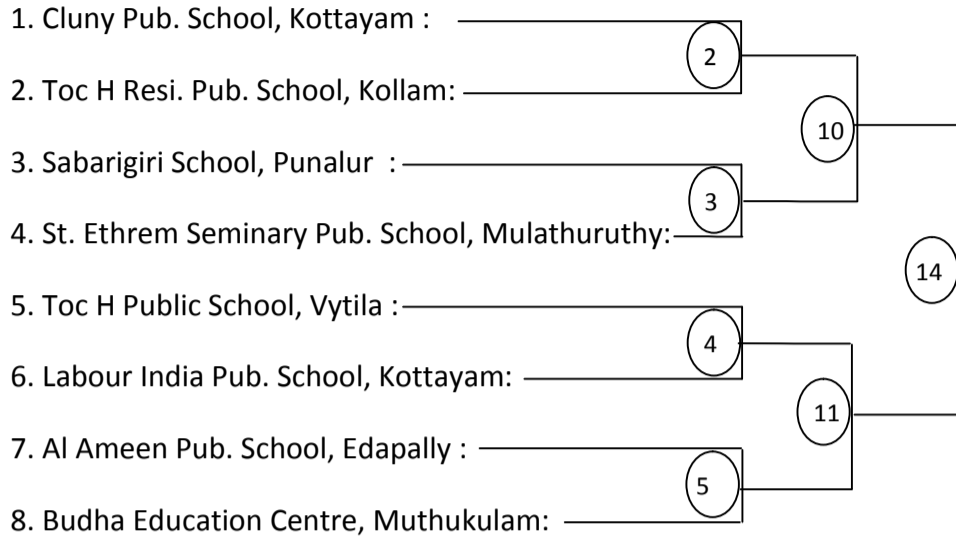 1. Cluny Pub. School, Kottayam :
2
2. Toc H Resi. Pub. School, Kollam:
10
3. Sabarigiri School, Punalur :
3
4. St. Ethrem Seminary Pub. School, Mulathuruthy:
14
5. Toc H Public School, Vytila :
4
6. Labour India Pub. School, Kottayam:
11
7. Al Ameen Pub. School, Edapally :
5
8. Budha Education Centre, Muthukulam: